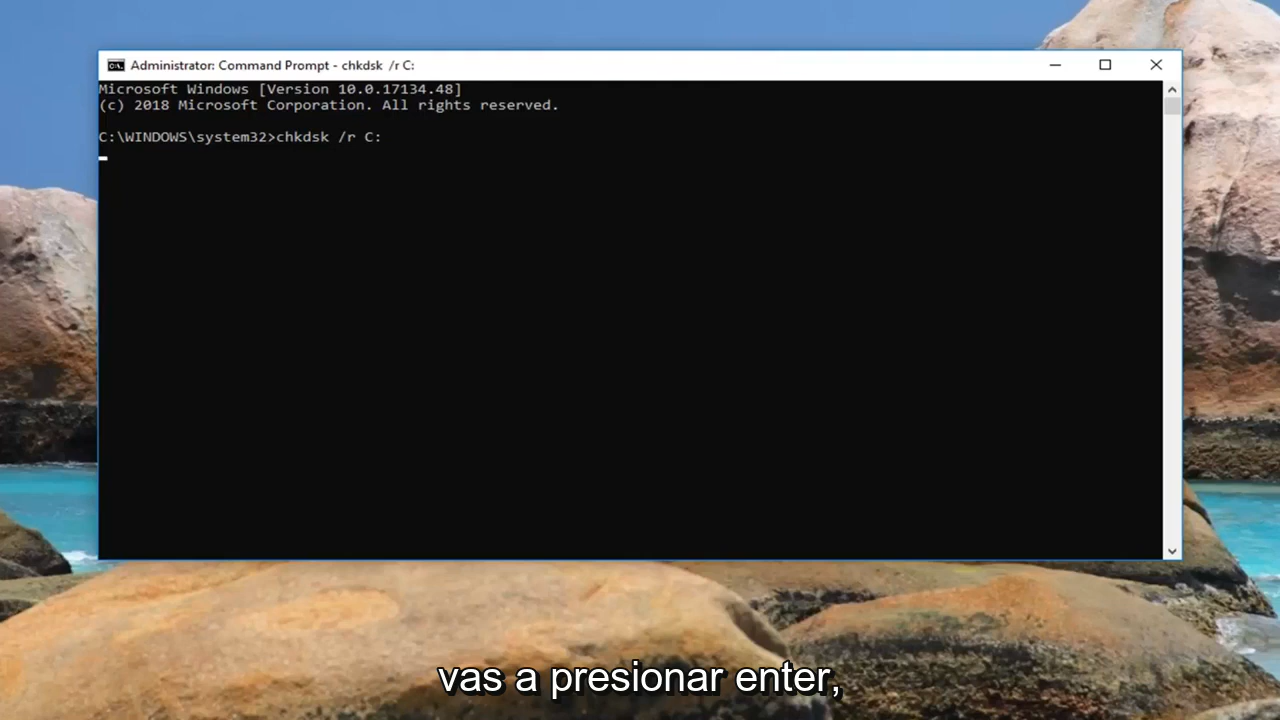 Administrator: Command Prompt - chkdsk /r C:
Microsoft Windows [Version 10.0.17134.48]
(c) 2018 Microsoft Corporation. All rights reserved.
C:\WINDOWS\system32>chkdsk /r C:
vas a presionar enter,